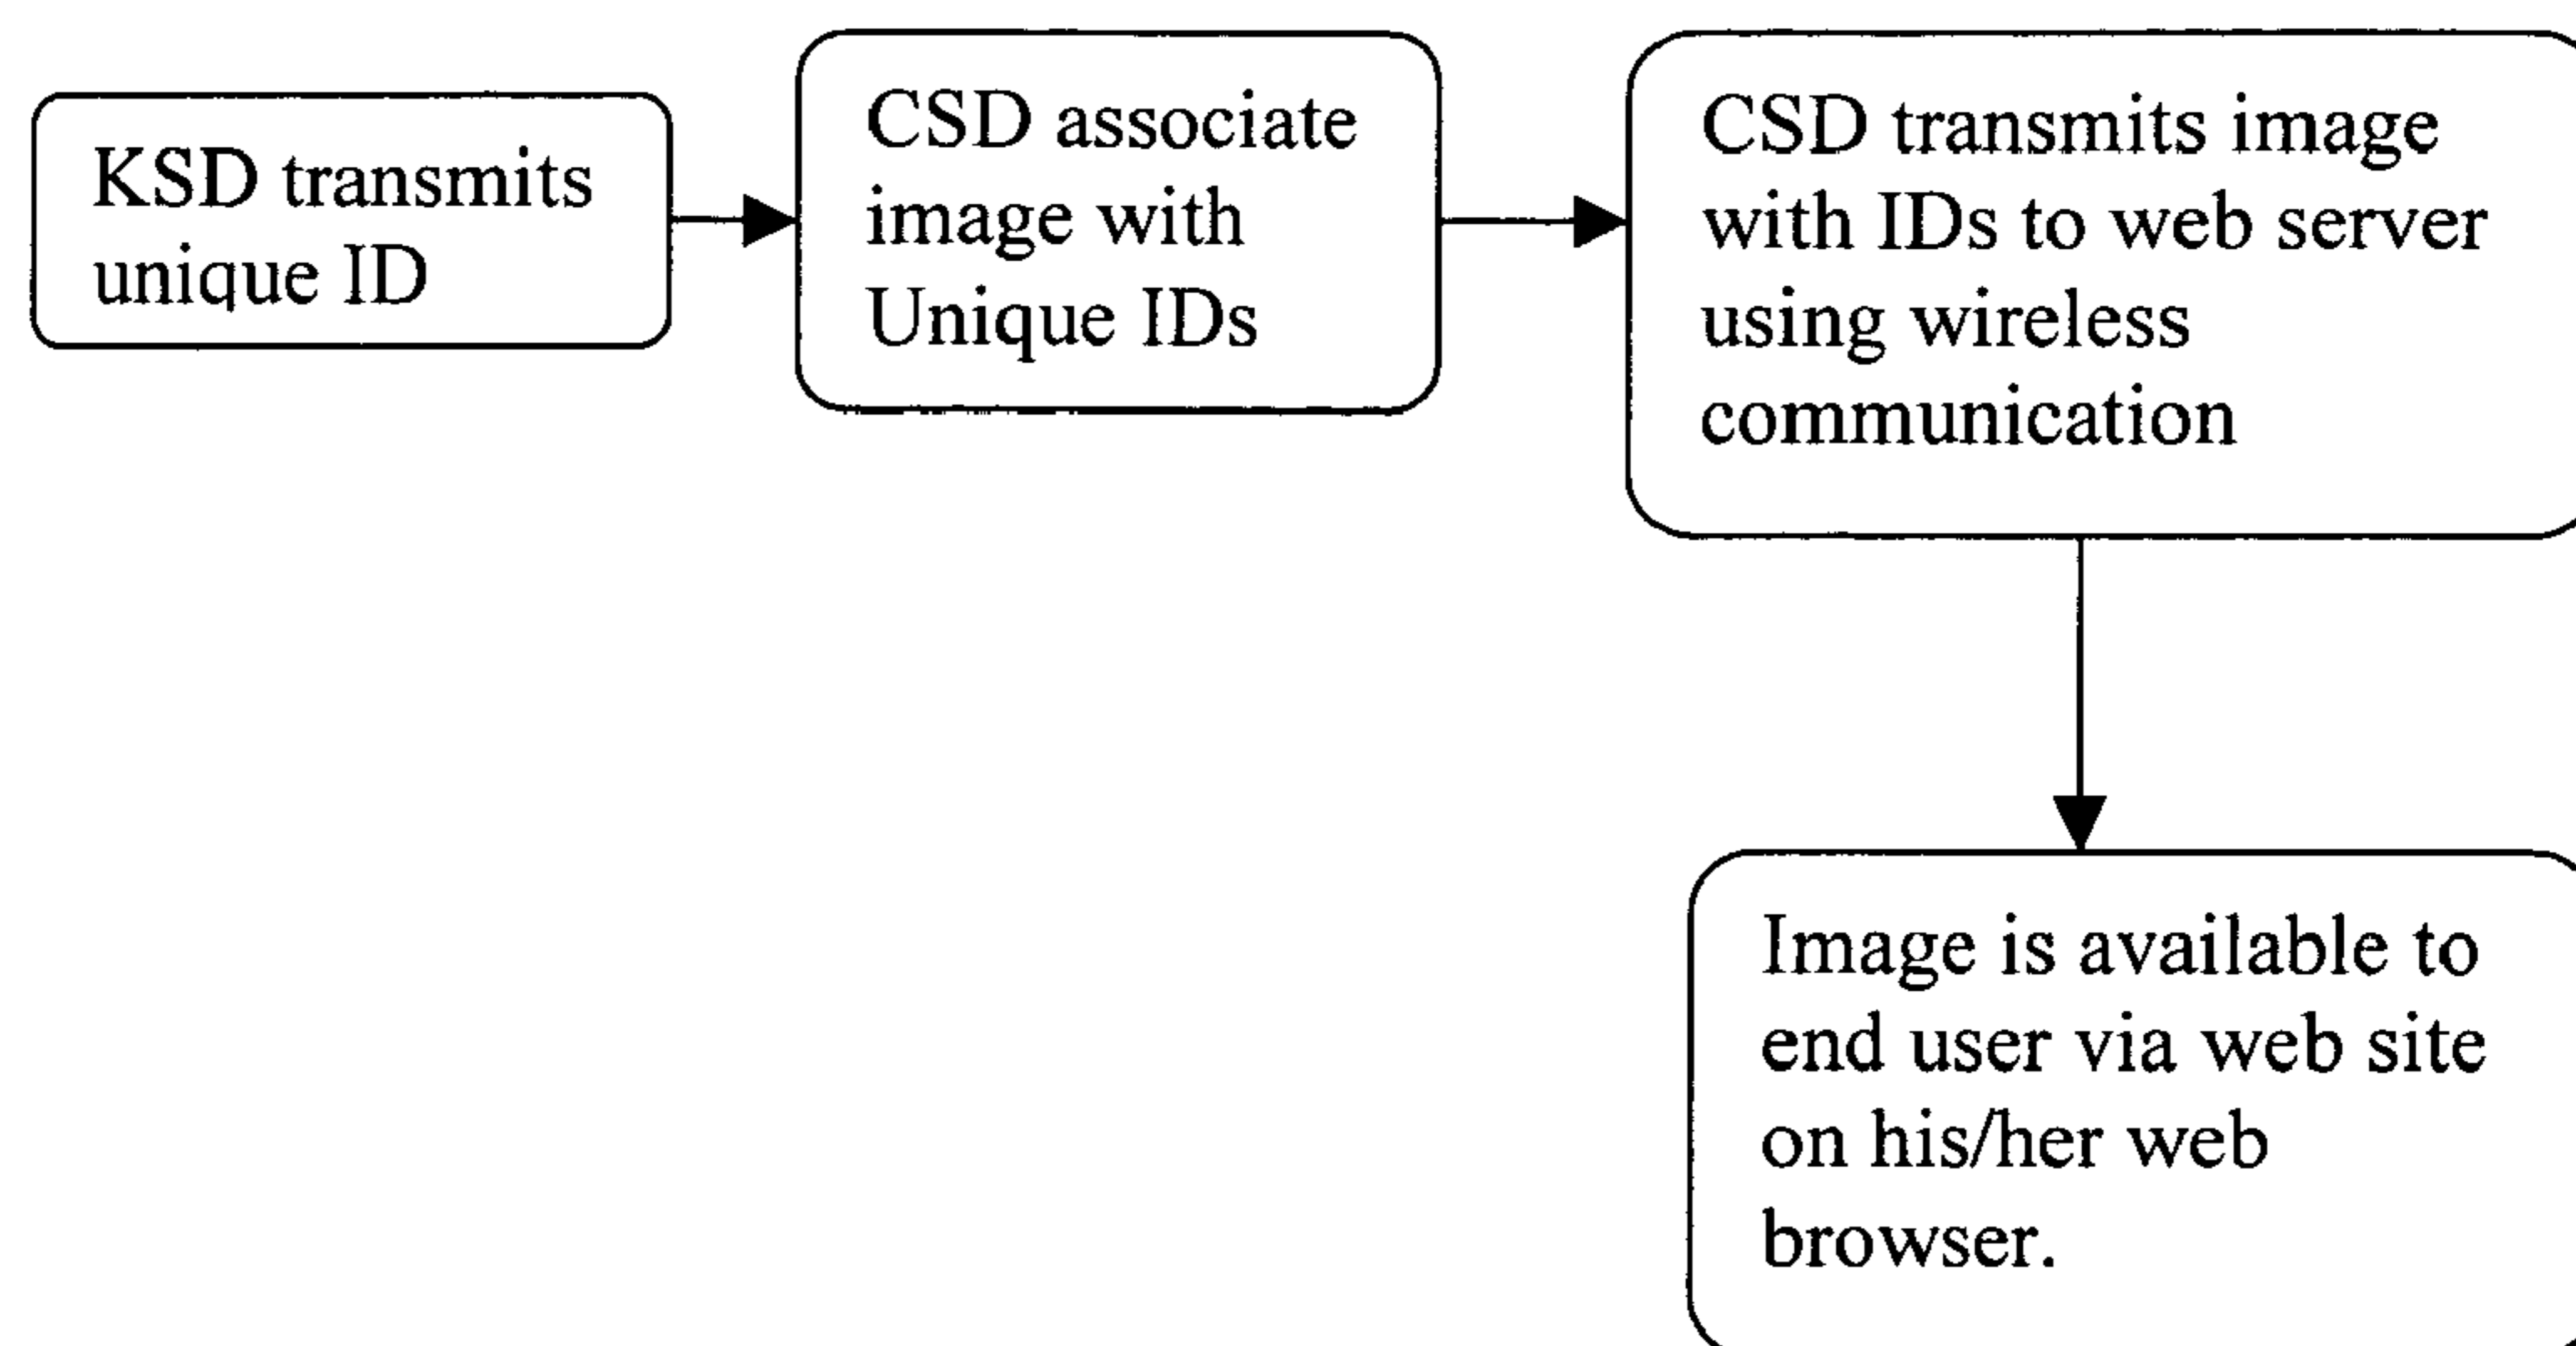 KSD transmits
unique ID
CSD associate
image with
Unique IDs
CSD transmits image
with IDs to web server
using wireless
communication
Image is available to
end user via web site
on his/her web
browser.